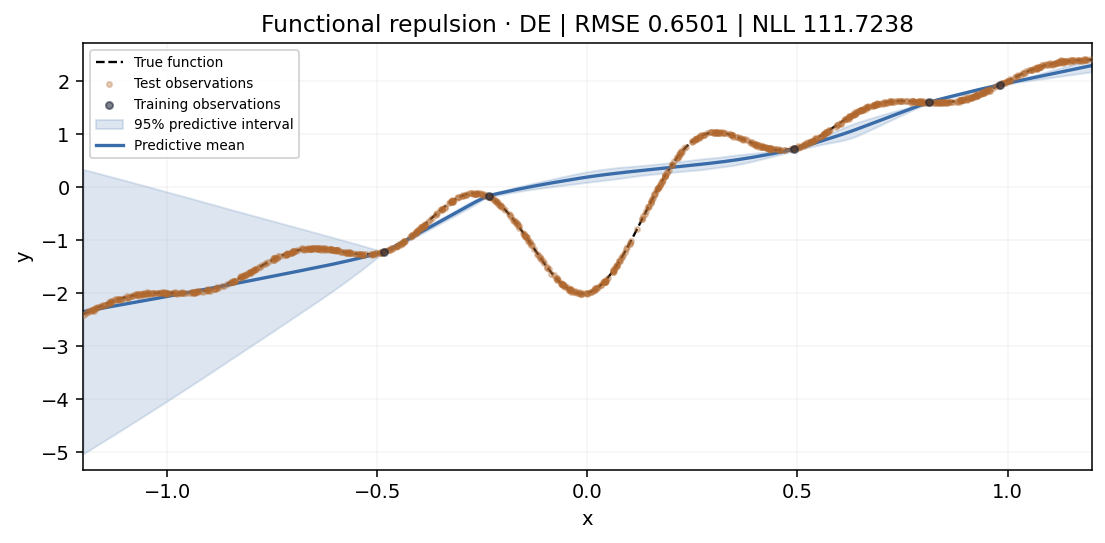 Functional repulsion · DE | RMSE 0.6501 | NLL 111.7238
True function
Test observations
Training observations
95% predictive interval
Predictive mean
y
2
1
0
−1
−2
−3
−4
−5
−1.0 −0.5 0.0 0.5 1.0
x